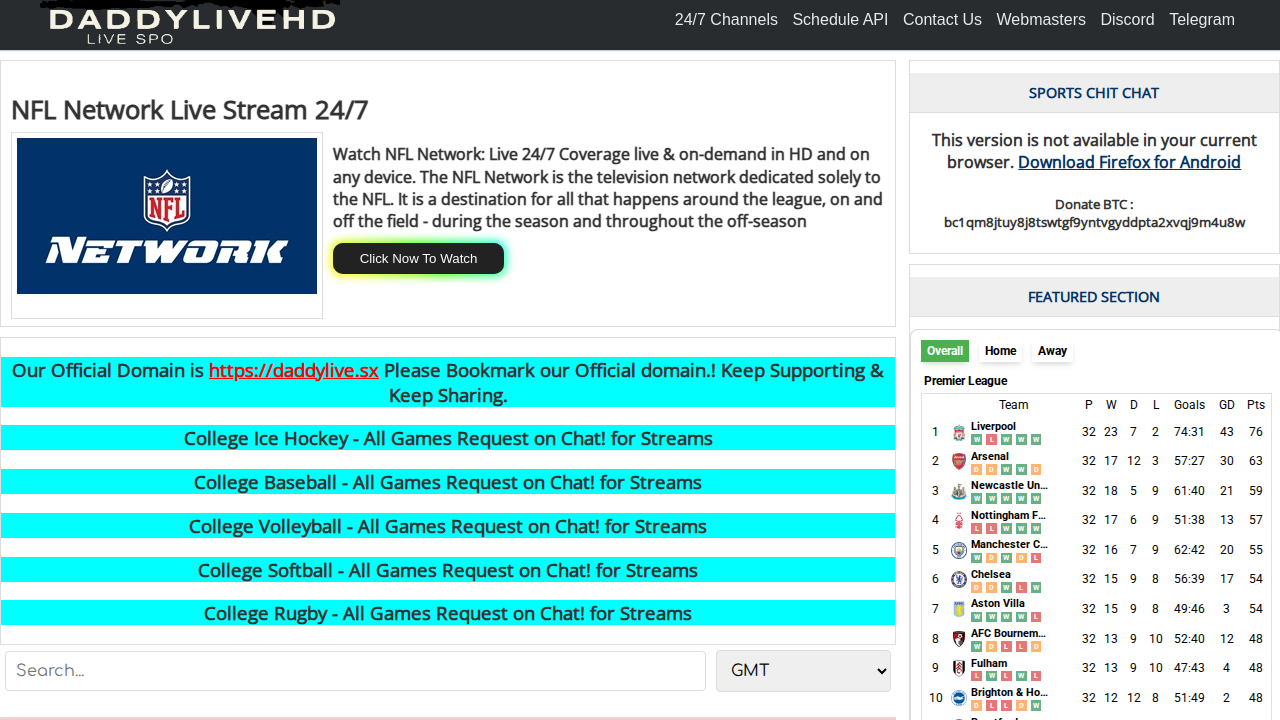 DADDYLIVEHD
LIVE SPO
24/7 Channels Schedule API Contact Us Webmasters Discord Telegram
NFL Network Live Stream 24/7
NFL
NETWORK
Watch NFL Network: Live 24/7 Coverage live & on-demand in HD and on
any device. The NFL Network is the television network dedicated solely to
the NFL. It is a destination for all that happens around the league, on and
off the field - during the season and throughout the off-season
Click Now To Watch
Our Official Domain is https://daddylive.sx Please Bookmark our Official domain.! Keep Supporting &
Keep Sharing.
College Ice Hockey - All Games Request on Chat! for Streams
College Baseball - All Games Request on Chat! for Streams
College Volleyball - All Games Request on Chat! for Streams
College Softball - All Games Request on Chat! for Streams
College Rugby - All Games Request on Chat! for Streams
Search...
GMT
SPORTS CHIT CHAT
This version is not available in your current
browser. Download Firefox for Android
Donate BTC :
bc1qm8jtuy8j8tswtgf9yntvgyddpta2xvqj9m4u8w
FEATURED SECTION
Overall Home Away
Premier League
Team P W D L Goals GD Pts
1 Liverpool 32 23 7 2 74:31 43 76
W L W W W
2 Arsenal 32 17 12 3 57:27 30 63
D D W W D
3 Newcastle Un... 32 18 5 9 61:40 21 59
W W W W W
4 Nottingham F... 32 17 6 9 51:38 13 57
L L W W W
5 Manchester C... 32 16 7 9 62:42 20 55
W D W D L
6 Chelsea 32 15 9 8 56:39 17 54
D D W L W
7 Aston Villa 32 15 9 8 49:46 3 54
W W W W L
8 AFC Bournem... 32 13 9 10 52:40 12 48
W D L L D
9 Fulham 32 13 9 10 47:43 4 48
L W L W L
10 Brighton & Ho... 32 12 12 8 51:49 2 48
D L L D W